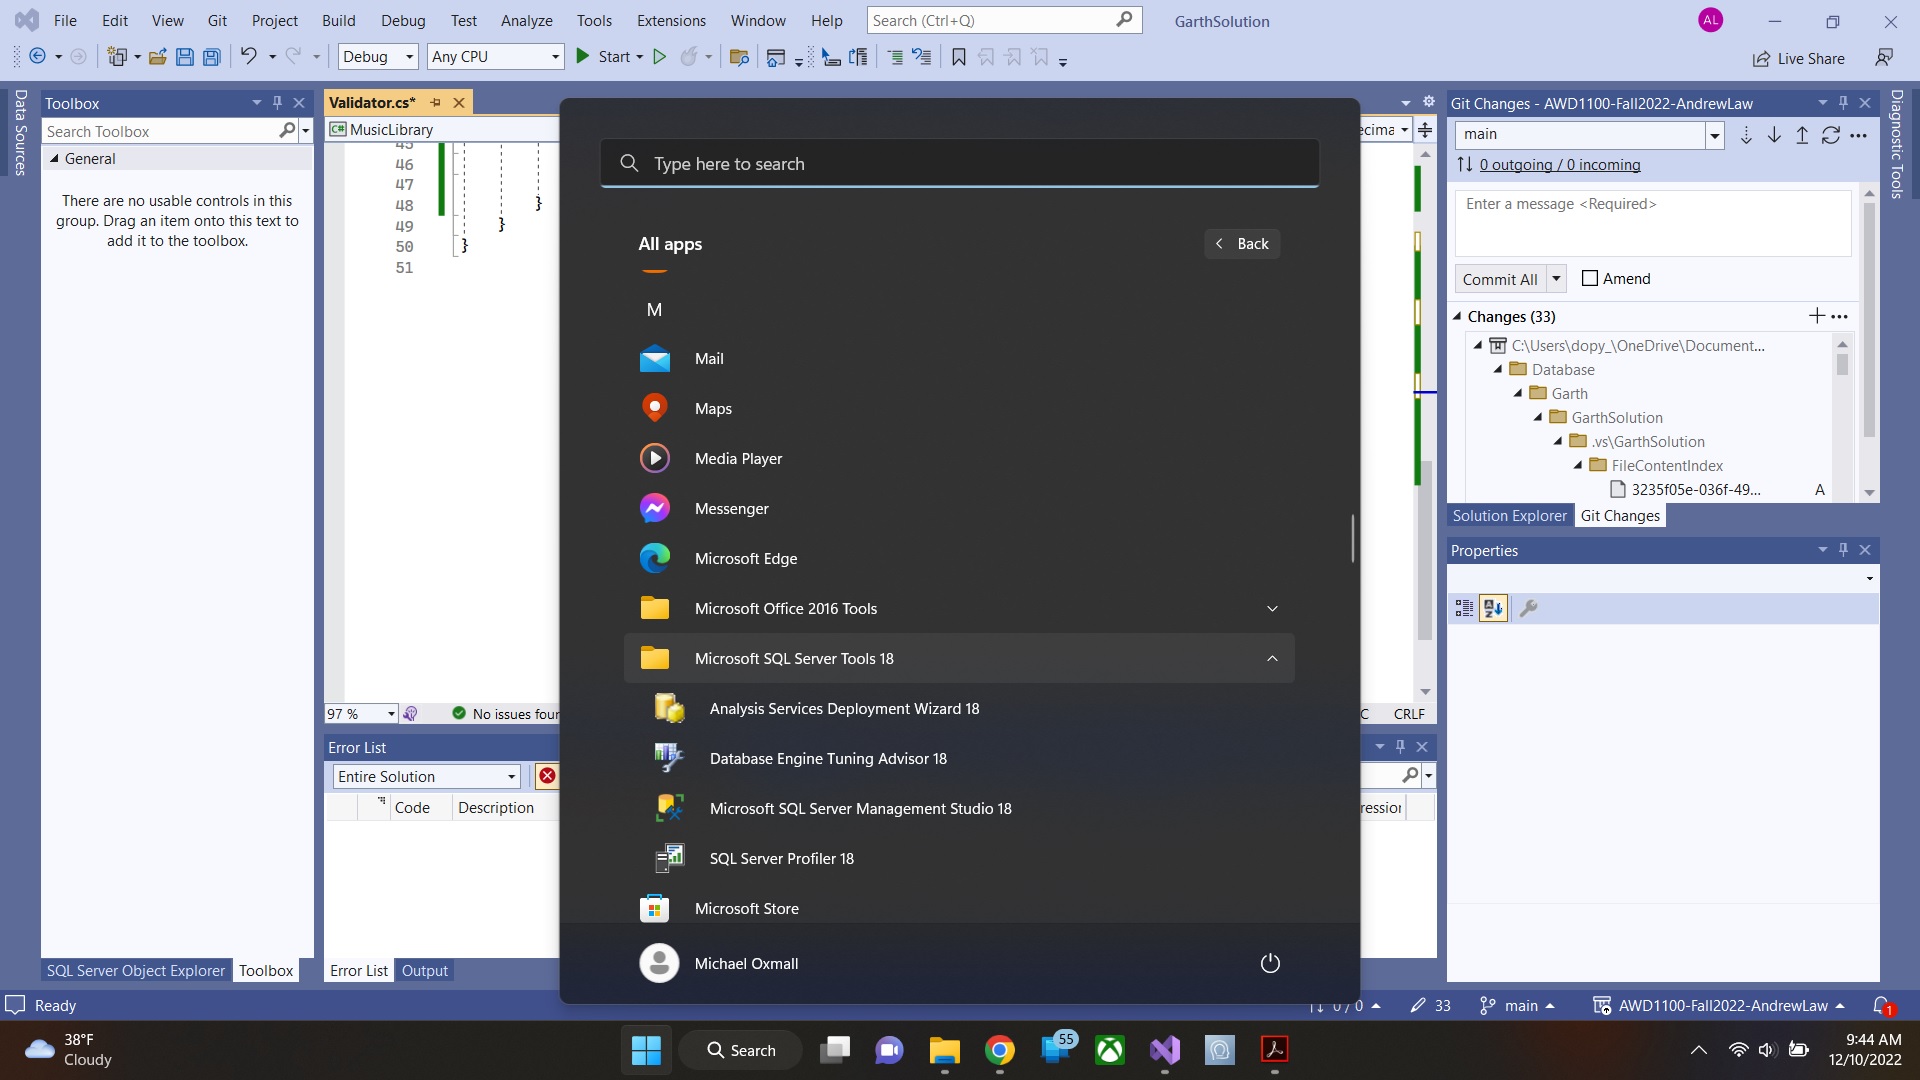 File Edit View Git Project Build Debug Test Analyze Tools Extensions Window Help Search (Ctrl+Q) GarthSolution AL
Debug Any CPU Start Live Share
Data Sources
Toolbox
Search Toolbox
General
There are no usable controls in this
group. Drag an item onto this text to
add it to the toolbox.
SQL Server Object Explorer Toolbox
Validator.cs*
C# MusicLibrary
46
47
48 }
49 }
50 }
51
97 %
CRLF
Error List
Entire Solution
Code Description
Error List Output
Type here to search
All apps
Back
M
Mail
Maps
Media Player
Messenger
Microsoft Edge
Microsoft Office 2016 Tools
Microsoft SQL Server Tools 18
Analysis Services Deployment Wizard 18
Database Engine Tuning Advisor 18
Microsoft SQL Server Management Studio 18
SQL Server Profiler 18
Microsoft Store
Michael Oxmall
Git Changes - AWD1100-Fall2022-AndrewLaw
main
0 outgoing / 0 incoming
Enter a message <Required>
Commit All Amend
Changes (33)
C:\Users\dopy_\OneDrive\Document...
Database
Garth
GarthSolution
.vs\GarthSolution
FileContentIndex
3235f05e-036f-49... A
Solution Explorer Git Changes
Properties
Diagnostic Tools
Ready
0 / 0 33 main AWD1100-Fall2022-AndrewLaw 1
38°F
Cloudy
Search
55
9:44 AM
12/10/2022